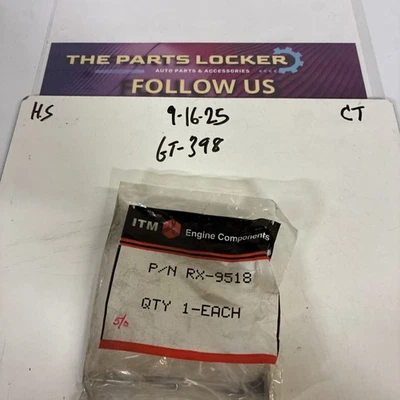 THE PARTS LOCKER
AUTO PARTS & ACCESSORIES
FOLLOW US
HS 9-16-25 CT
GT-398
ITM Engine Components
P/N RX-9518
QTY 1-EACH